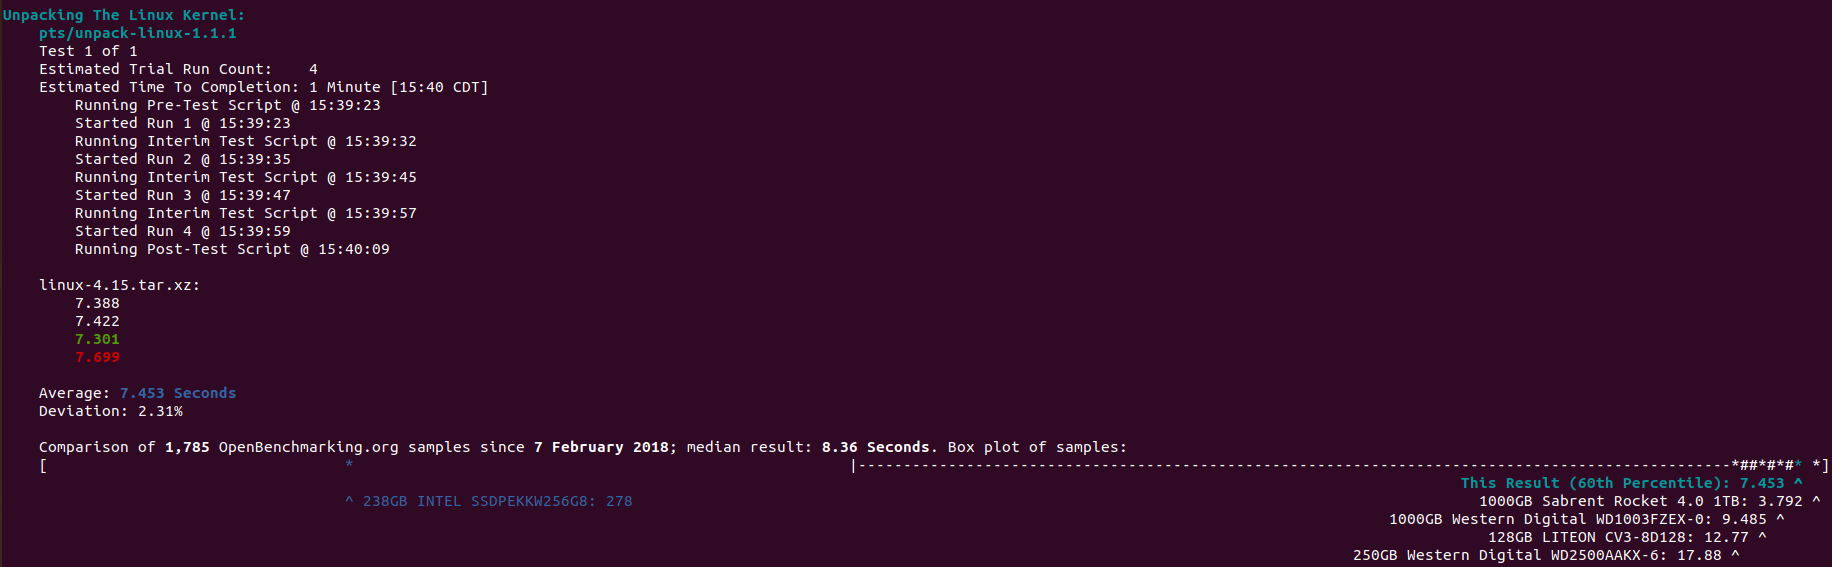 Unpacking The Linux Kernel:
pts/unpack-linux-1.1.1
Test 1 of 1
Estimated Trial Run Count:    4
Estimated Time To Completion: 1 Minute [15:40 CDT]
Running Pre-Test Script @ 15:39:23
Started Run 1 @ 15:39:23
Running Interim Test Script @ 15:39:32
Started Run 2 @ 15:39:35
Running Interim Test Script @ 15:39:45
Started Run 3 @ 15:39:47
Running Interim Test Script @ 15:39:57
Started Run 4 @ 15:39:59
Running Post-Test Script @ 15:40:09
linux-4.15.tar.xz:
7.388
7.422
7.301
7.699
Average: 7.453 Seconds
Deviation: 2.31%
Comparison of 1,785 OpenBenchmarking.org samples since 7 February 2018; median result: 8.36 Seconds. Box plot of samples:
[                                 *                                                       |-------------------------------------------------------------------------------------------------*##*#*#* *]
This Result (60th Percentile): 7.453 ^
^ 238GB INTEL SSDPEKKW256G8: 278 1000GB Sabrent Rocket 4.0 1TB: 3.792 ^
1000GB Western Digital WD1003FZEX-0: 9.485 ^
128GB LITEON CV3-8D128: 12.77 ^
250GB Western Digital WD2500AAKX-6: 17.88 ^